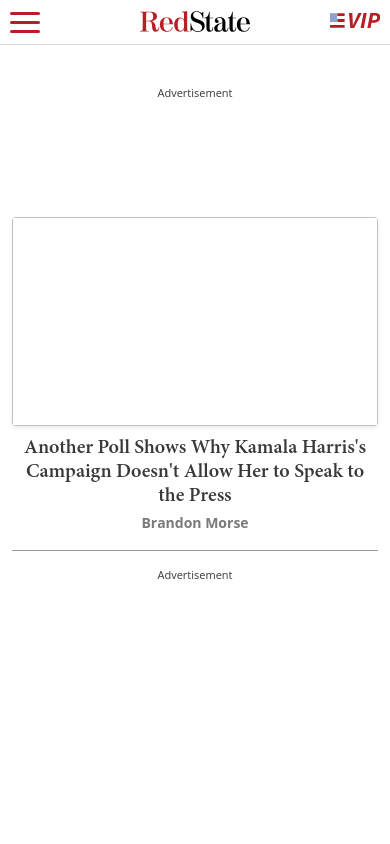 RedState
VIP
Advertisement
Another Poll Shows Why Kamala Harris's
Campaign Doesn't Allow Her to Speak to
the Press
Brandon Morse
Advertisement